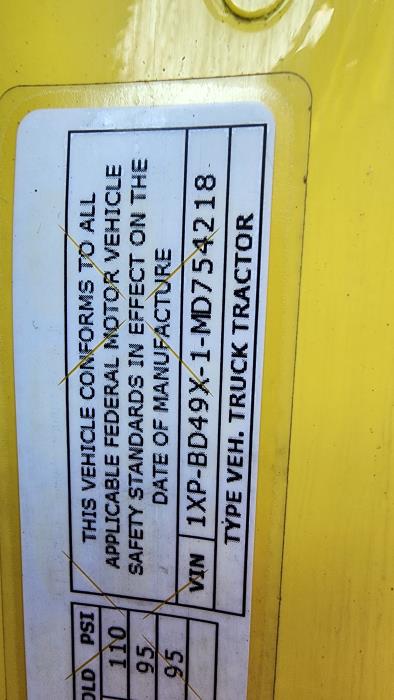 THIS VEHICLE CONFORMS TO ALL
APPLICABLE FEDERAL MOTOR VEHICLE
SAFETY STANDARDS IN EFFECT ON THE
DATE OF MANUFACTURE
VIN 1XP-BD49X-1-MD754218
TYPE VEH. TRUCK TRACTOR
OLD PSI
110
95
95